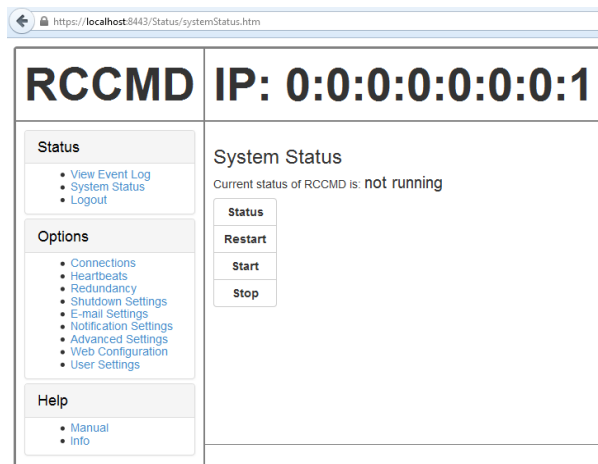 https://localhost:8443/Status/systemStatus.htm
RCCMD
IP: 0:0:0:0:0:0:0:1
Status
View Event Log
System Status
Logout
Options
Connections
Heartbeats
Redundancy
Shutdown Settings
E-mail Settings
Notification Settings
Advanced Settings
Web Configuration
User Settings
Help
Manual
Info
System Status
Current status of RCCMD is: not running
Status
Restart
Start
Stop